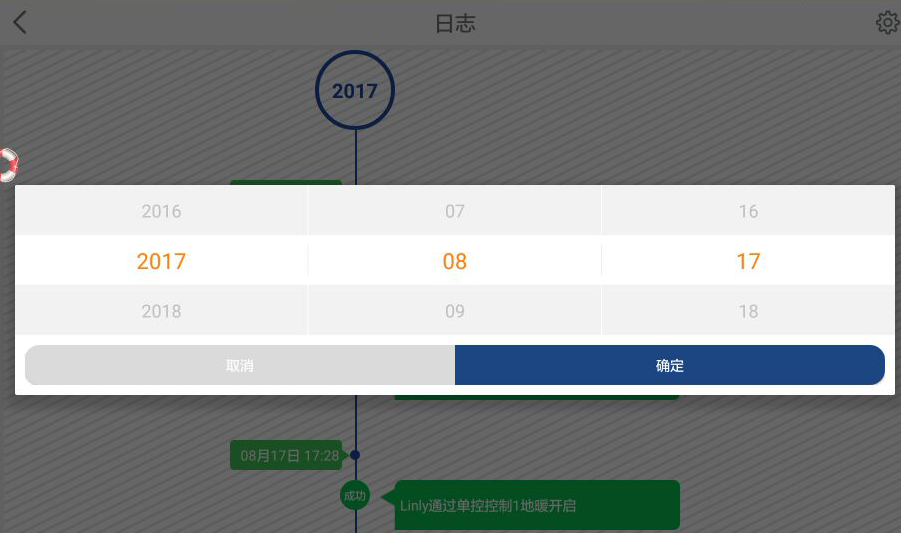 日志
2017
2016 07 16
2017 08 17
2018 09 18
取消 确定
08月17日 17:28
成功
Linly通过单控控制1地暖开启